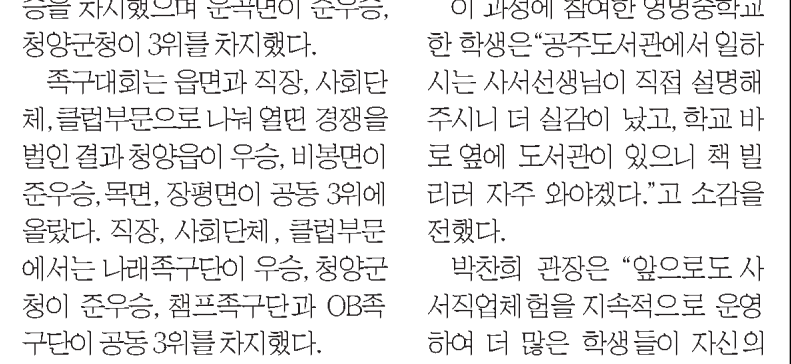 승을 차지했으며 운곡면이 준우승,
청양군청이 3위를 차지했다.
족구대회는 읍면과 직장, 사회단
체, 클럽부문으로 나눠 열띤 경쟁을
벌인 결과 청양읍이 우승, 비봉면이
준우승, 목면, 장평면이 공동 3위에
올랐다. 직장, 사회단체, 클럽부문
에서는 나래족구단이 우승, 청양군
청이 준우승, 챔프족구단과 OB족
구단이 공동 3위를 차지했다.
이 과정에 참여한 영명중학교
한 학생은 “공주도서관에서 일하
시는 사서선생님이 직접 설명해
주시니 더 실감이 났고, 학교 바
로 옆에 도서관이 있으니 책 빌
리러 자주 와야겠다.”고 소감을
전했다.
박찬희 관장은 “앞으로도 사
서직업체험을 지속적으로 운영
하여 더 많은 학생들이 자신의